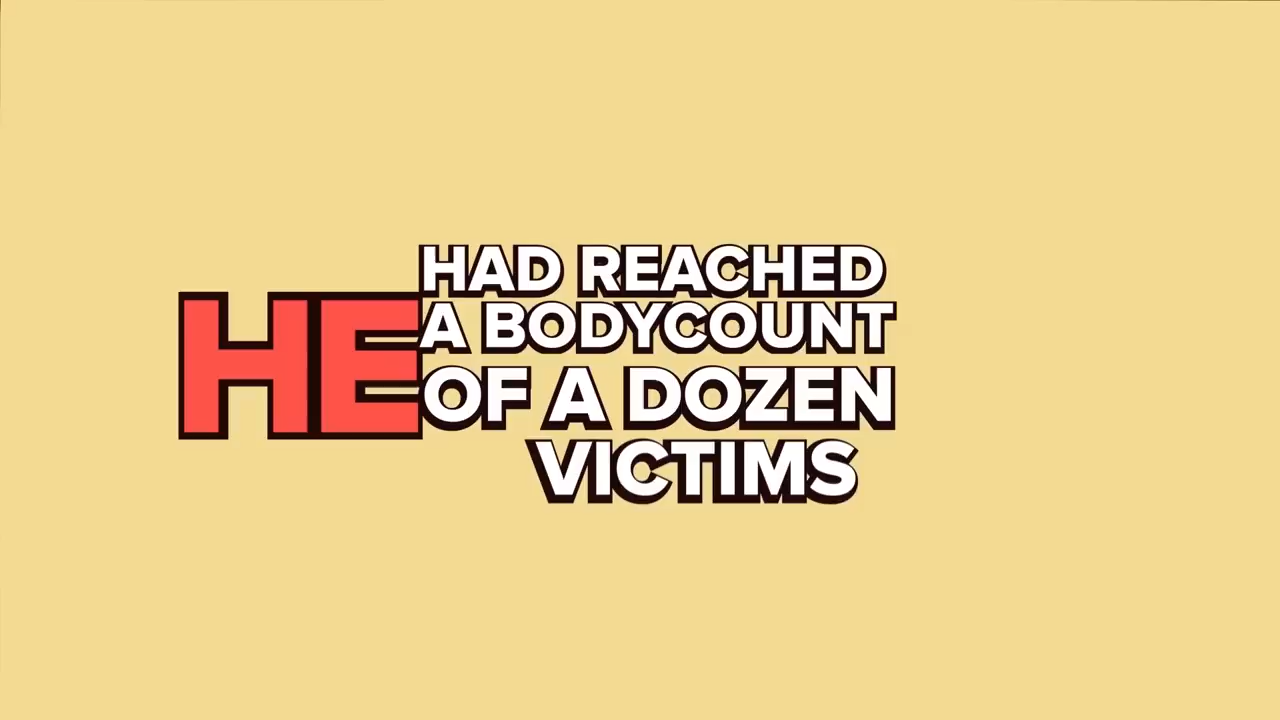 HE
HAD REACHED
A BODYCOUNT
OF A DOZEN
VICTIMS